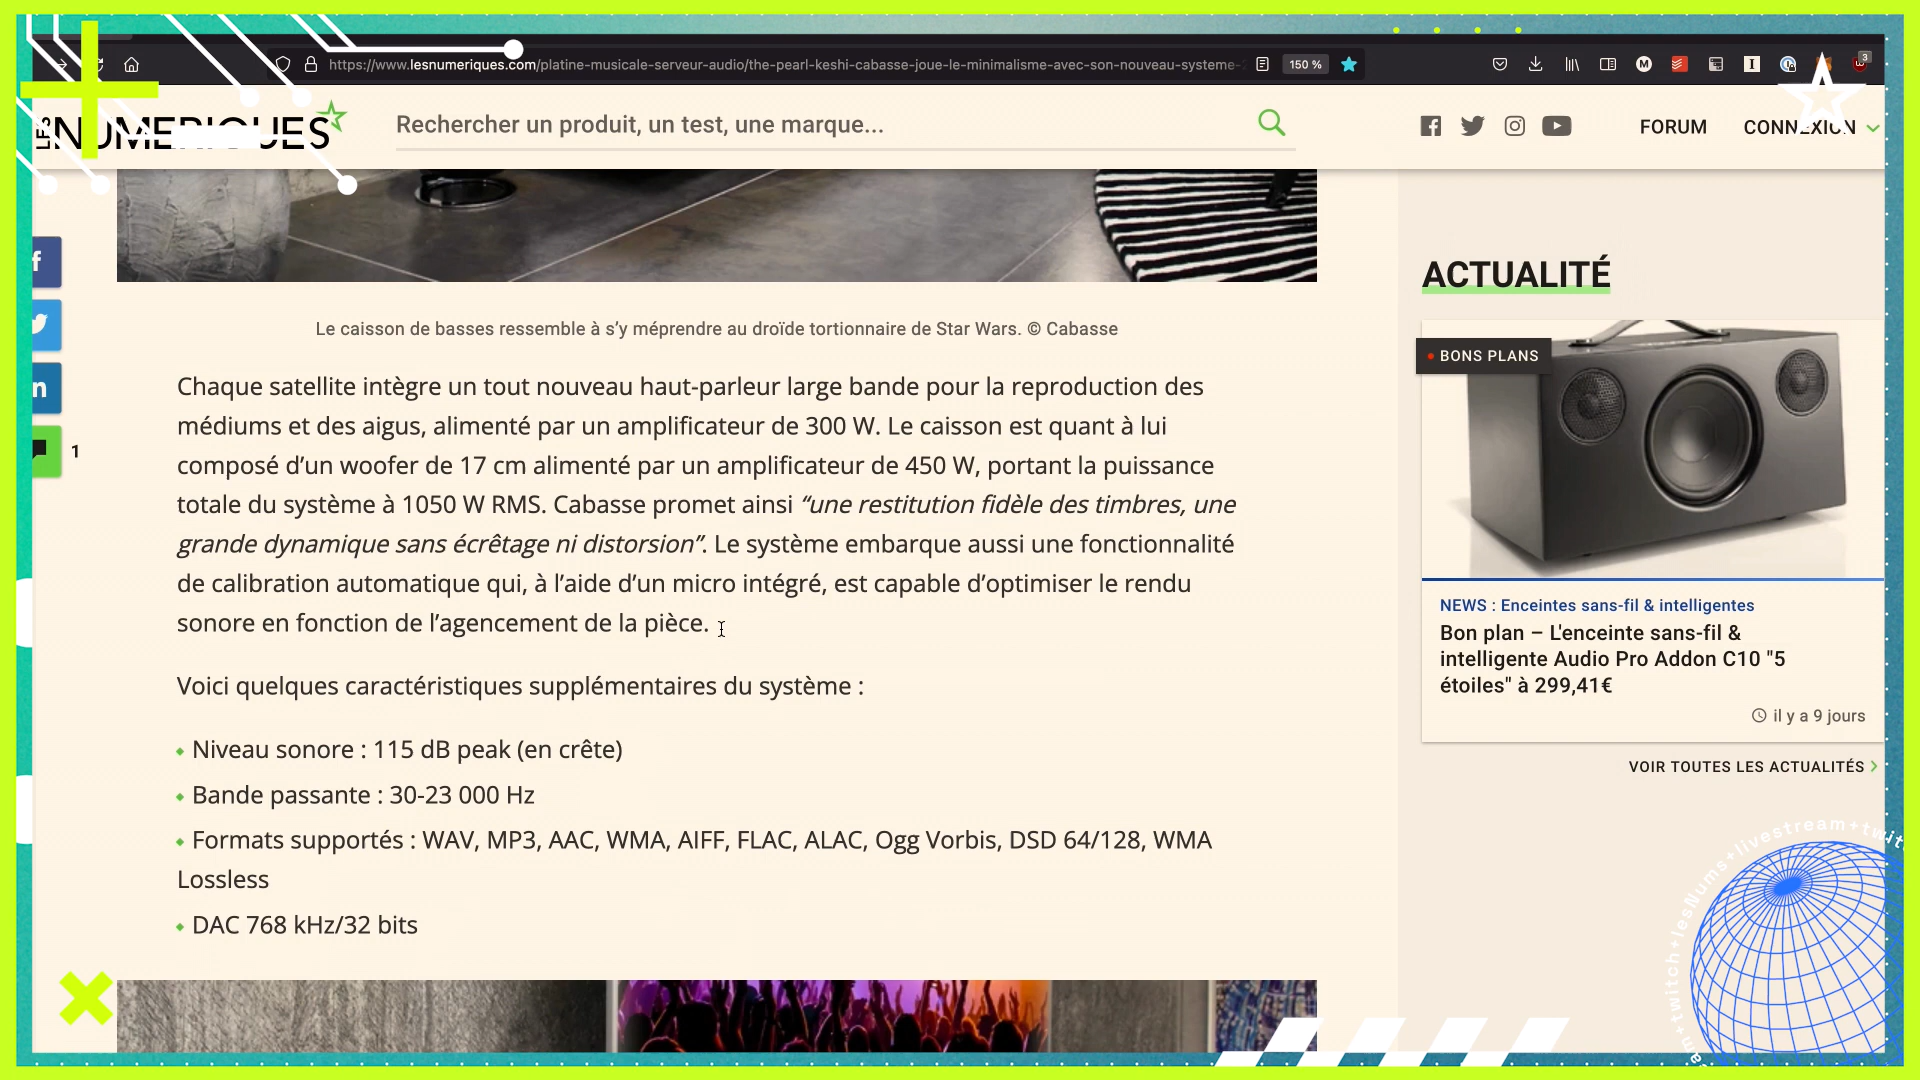 https://www.lesnumeriques.com/platine-musicale-serveur-audio/the-pearl-keshi-cabasse-joue-le-minimalisme-avec-son-nouveau-systeme-
150 %
3
LES NUMERIQUES
Rechercher un produit, un test, une marque...
FORUM
CONNEXION
Le caisson de basses ressemble à s’y méprendre au droïde tortionnaire de Star Wars. © Cabasse
1
Chaque satellite intègre un tout nouveau haut-parleur large bande pour la reproduction des
médiums et des aigus, alimenté par un amplificateur de 300 W. Le caisson est quant à lui
composé d’un woofer de 17 cm alimenté par un amplificateur de 450 W, portant la puissance
totale du système à 1050 W RMS. Cabasse promet ainsi “une restitution fidèle des timbres, une
grande dynamique sans écrêtage ni distorsion”. Le système embarque aussi une fonctionnalité
de calibration automatique qui, à l’aide d’un micro intégré, est capable d’optimiser le rendu
sonore en fonction de l’agencement de la pièce.
Voici quelques caractéristiques supplémentaires du système :
Niveau sonore : 115 dB peak (en crête)
Bande passante : 30-23 000 Hz
Formats supportés : WAV, MP3, AAC, WMA, AIFF, FLAC, ALAC, Ogg Vorbis, DSD 64/128, WMA
Lossless
DAC 768 kHz/32 bits
ACTUALITÉ
BONS PLANS
NEWS : Enceintes sans-fil & intelligentes
Bon plan – L'enceinte sans-fil &
intelligente Audio Pro Addon C10 "5
étoiles" à 299,41€
il y a 9 jours
VOIR TOUTES LES ACTUALITÉS
am+twitch+lesNums+livestream+twit